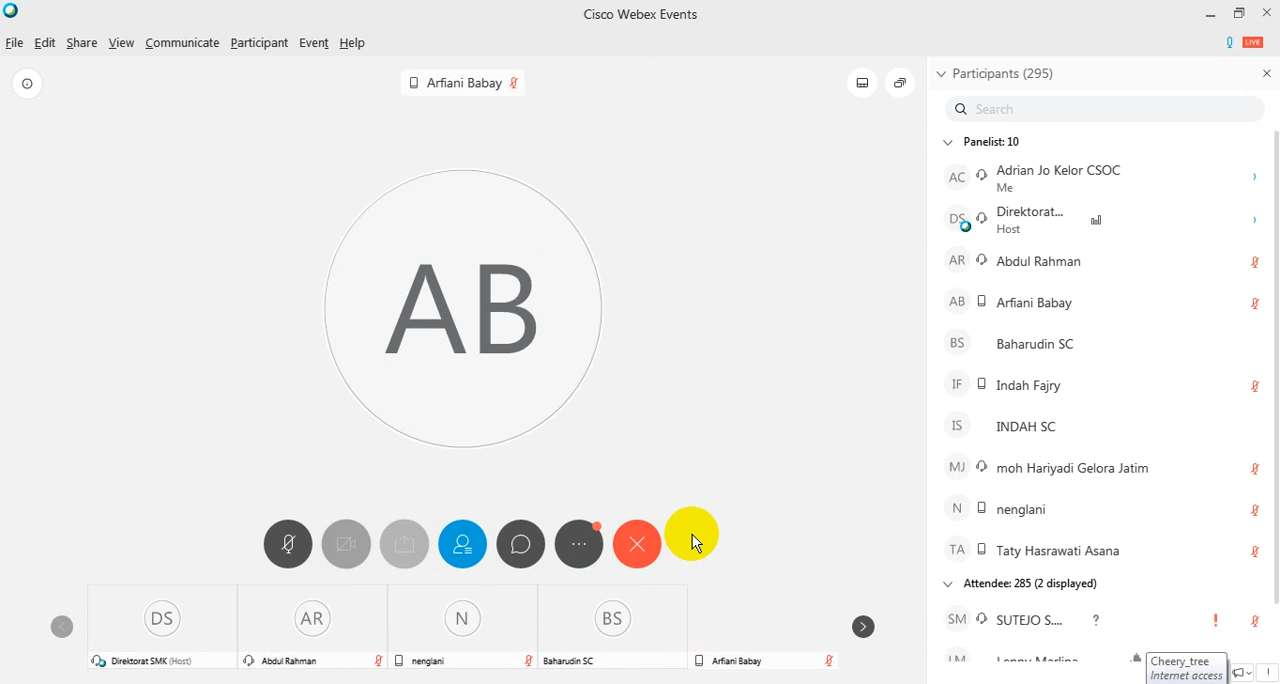 Cisco Webex Events
File Edit Share View Communicate Participant Event Help
LIVE
Arfiani Babay
AB
Direktorat SMK (Host)
DS
Abdul Rahman
AR
nenglani
N
Baharudin SC
BS
Arfiani Babay
Participants (295)
Search
Panelist: 10
AC Adrian Jo Kelor CSOC
Me
DS Direktorat...
Host
AR Abdul Rahman
AB Arfiani Babay
BS Baharudin SC
IF Indah Fajry
IS INDAH SC
MJ moh Hariyadi Gelora Jatim
N nenglani
TA Taty Hasrawati Asana
Attendee: 285 (2 displayed)
SM SUTEJO S.... ? !
LM Lenny Marlina
Cheery_tree
Internet access